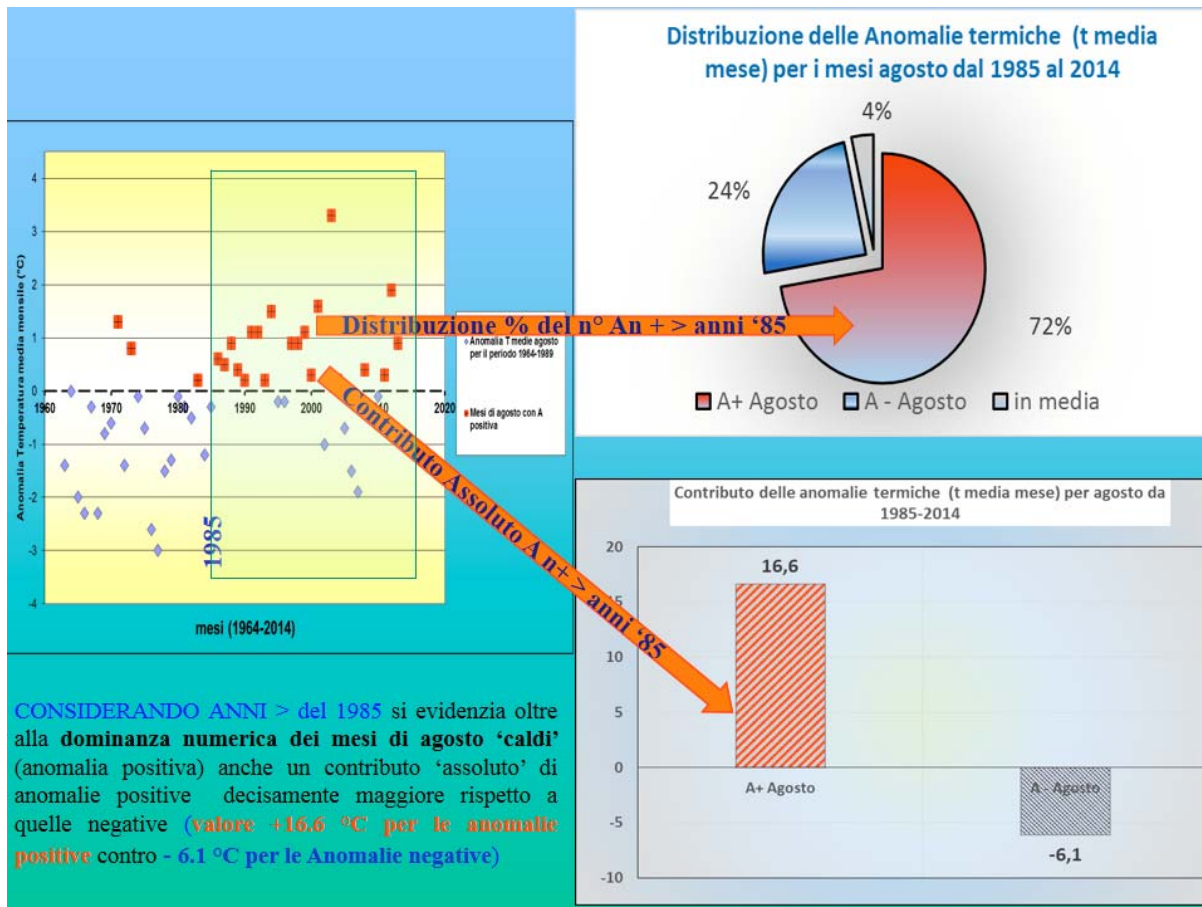 Distribuzione delle Anomalie termiche (t media
mese) per i mesi agosto dal 1985 al 2014
4%
24%
72%
A+ Agosto
A - Agosto
in media
Anomalia Temperatura media mensile (°C)
4
3
2
1
0
-1
-2
-3
-4
1960
1970
1980
1990
2000
2010
2020
1985
mesi (1964-2014)
Anomalia T medie agosto
per il periodo 1964-1989
Mesi di agosto con A
positiva
Distribuzione % del n° An + > anni ‘85
Contributo Assoluto A n+ > anni ‘85
Contributo delle anomalie termiche (t media mese) per agosto da
1985-2014
20
15
10
5
0
-5
-10
16,6
A+ Agosto
A - Agosto
-6,1
CONSIDERANDO ANNI > del 1985 si evidenzia oltre
alla dominanza numerica dei mesi di agosto ‘caldi’
(anomalia positiva) anche un contributo ‘assoluto’ di
anomalie positive decisamente maggiore rispetto a
quelle negative (valore +16.6 °C per le anomalie
positive contro - 6.1 °C per le Anomalie negative)